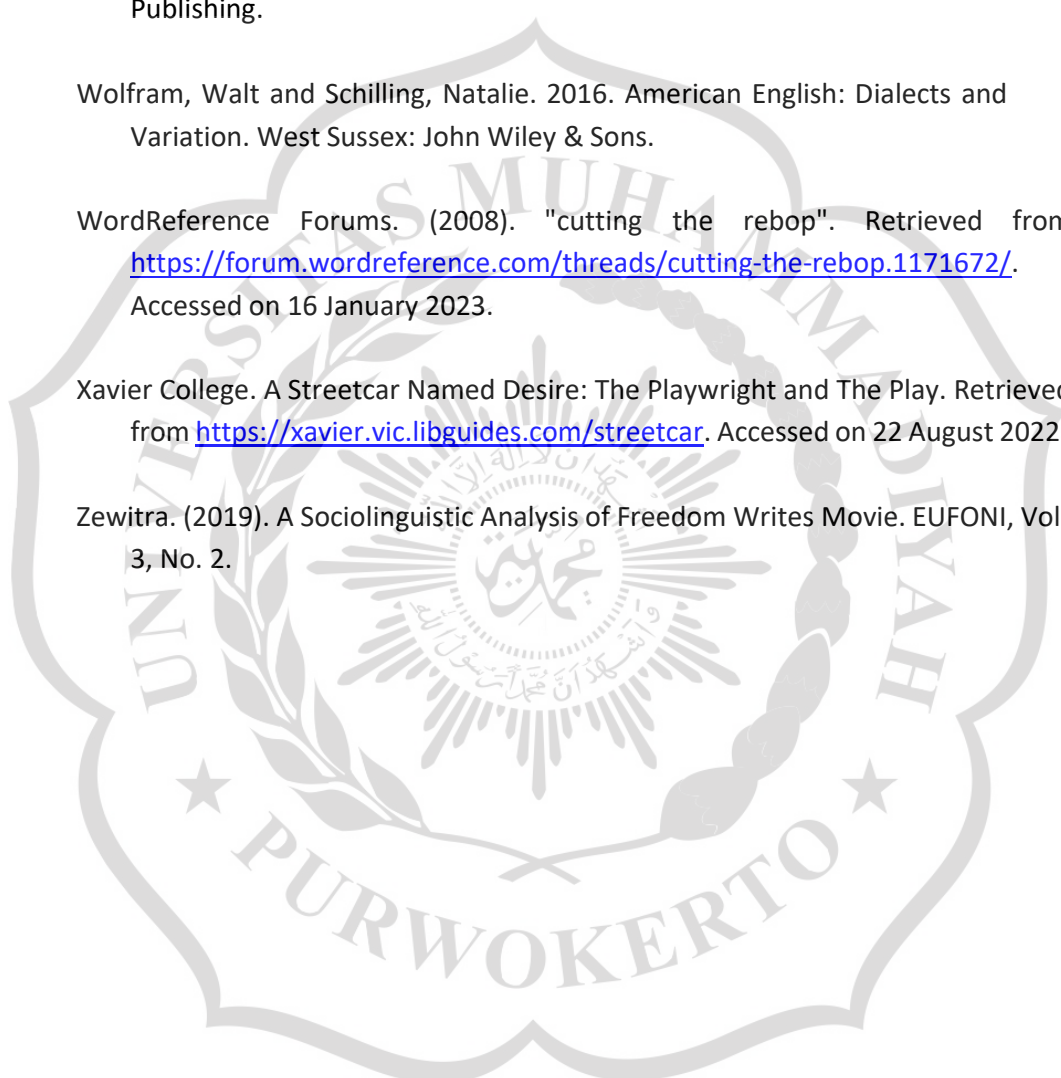 Publishing.
Wolfram, Walt and Schilling, Natalie. 2016. American English: Dialects and
Variation. West Sussex: John Wiley & Sons.
WordReference Forums. (2008). "cutting the rebop". Retrieved from
https://forum.wordreference.com/threads/cutting-the-rebop.1171672/.
Accessed on 16 January 2023.
Xavier College. A Streetcar Named Desire: The Playwright and The Play. Retrieved
from https://xavier.vic.libguides.com/streetcar. Accessed on 22 August 2022
Zewitra. (2019). A Sociolinguistic Analysis of Freedom Writes Movie. EUFONI, Vol
3, No. 2.
UNIVERSITAS MUHAMMADIYAH
PURWOKERTO